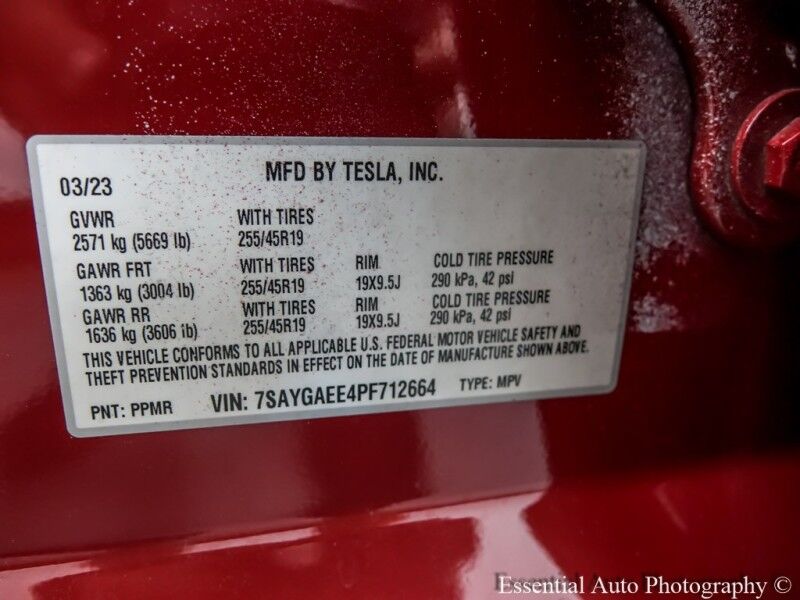 MFD BY TESLA, INC.
03/23
GVWR WITH TIRES
2571 kg (5669 lb) 255/45R19
GAWR FRT WITH TIRES RIM COLD TIRE PRESSURE
1363 kg (3004 lb) 255/45R19 19X9.5J 290 kPa, 42 psi
GAWR RR WITH TIRES RIM COLD TIRE PRESSURE
1636 kg (3606 lb) 255/45R19 19X9.5J 290 kPa, 42 psi
THIS VEHICLE CONFORMS TO ALL APPLICABLE U.S. FEDERAL MOTOR VEHICLE SAFETY AND
THEFT PREVENTION STANDARDS IN EFFECT ON THE DATE OF MANUFACTURE SHOWN ABOVE.
PNT: PPMR VIN: 7SAYGAEE4PF712664 TYPE: MPV
Essential Auto Photography ©